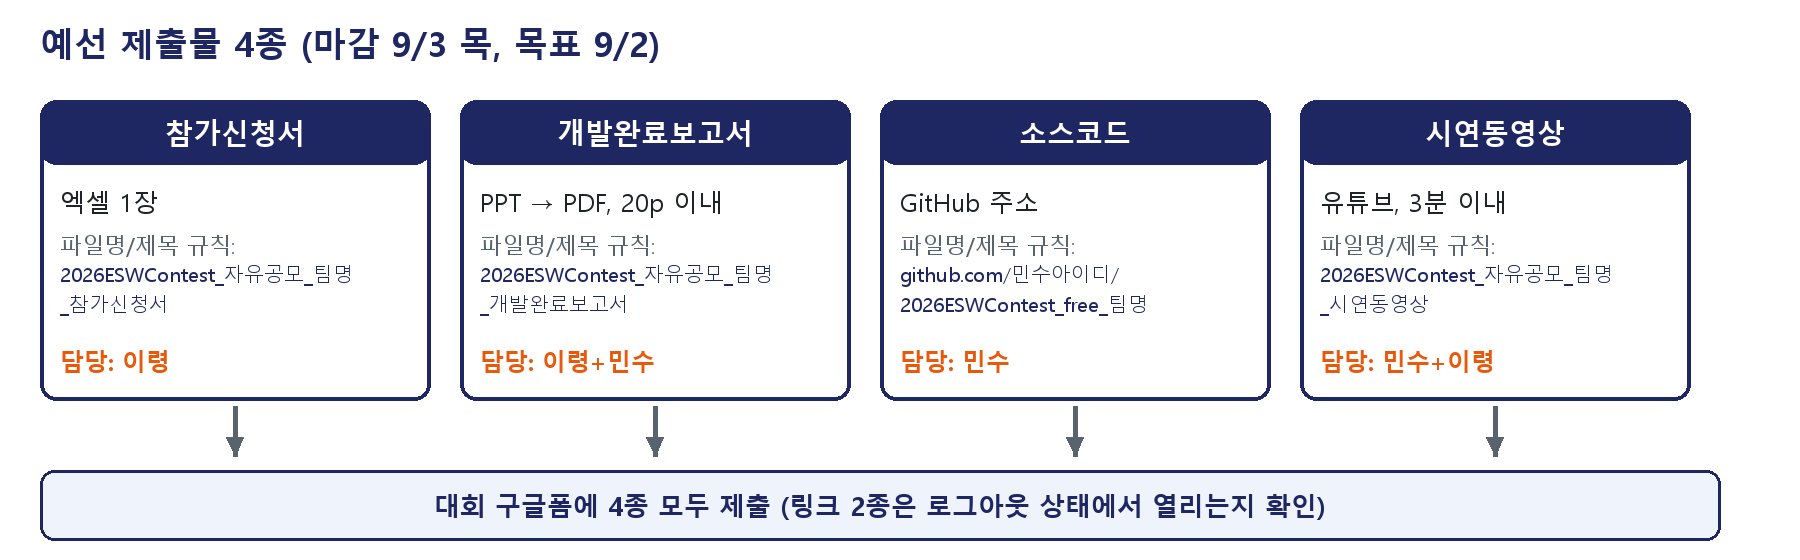 예선 제출물 4종 (마감 9/3 목, 목표 9/2)
참가신청서
엑셀 1장
파일명/제목 규칙:
2026ESWContest_자유공모_팀명
_참가신청서
담당: 이령
개발완료보고서
PPT → PDF, 20p 이내
파일명/제목 규칙:
2026ESWContest_자유공모_팀명
_개발완료보고서
담당: 이령+민수
소스코드
GitHub 주소
파일명/제목 규칙:
github.com/민수아이디/
2026ESWContest_free_팀명
담당: 민수
시연동영상
유튜브, 3분 이내
파일명/제목 규칙:
2026ESWContest_자유공모_팀명
_시연동영상
담당: 민수+이령
대회 구글폼에 4종 모두 제출 (링크 2종은 로그아웃 상태에서 열리는지 확인)